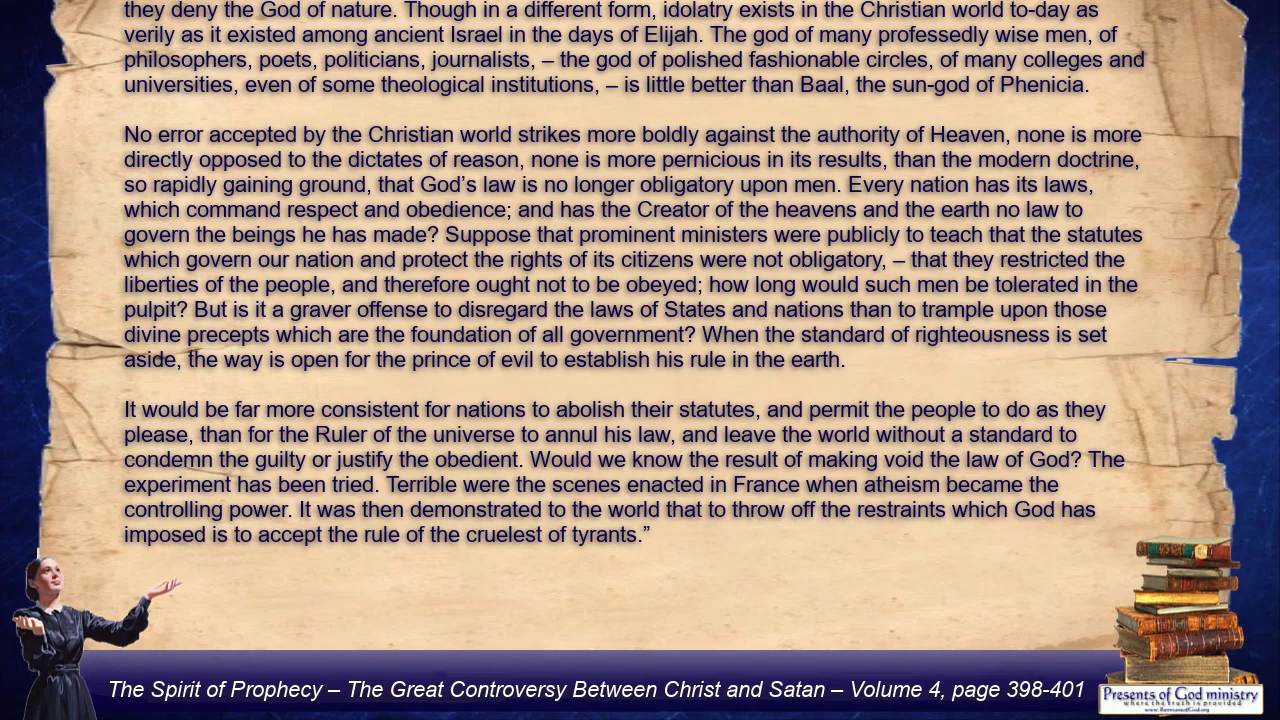 they deny the God of nature. Though in a different form, idolatry exists in the Christian world to-day as
verily as it existed among ancient Israel in the days of Elijah. The god of many professedly wise men, of
philosophers, poets, politicians, journalists, – the god of polished fashionable circles, of many colleges and
universities, even of some theological institutions, – is little better than Baal, the sun-god of Phenicia.
No error accepted by the Christian world strikes more boldly against the authority of Heaven, none is more
directly opposed to the dictates of reason, none is more pernicious in its results, than the modern doctrine,
so rapidly gaining ground, that God’s law is no longer obligatory upon men. Every nation has its laws,
which command respect and obedience; and has the Creator of the heavens and the earth no law to
govern the beings he has made? Suppose that prominent ministers were publicly to teach that the statutes
which govern our nation and protect the rights of its citizens were not obligatory, – that they restricted the
liberties of the people, and therefore ought not to be obeyed; how long would such men be tolerated in the
pulpit? But is it a graver offense to disregard the laws of States and nations than to trample upon those
divine precepts which are the foundation of all government? When the standard of righteousness is set
aside, the way is open for the prince of evil to establish his rule in the earth.
It would be far more consistent for nations to abolish their statutes, and permit the people to do as they
please, than for the Ruler of the universe to annul his law, and leave the world without a standard to
condemn the guilty or justify the obedient. Would we know the result of making void the law of God? The
experiment has been tried. Terrible were the scenes enacted in France when atheism became the
controlling power. It was then demonstrated to the world that to throw off the restraints which God has
imposed is to accept the rule of the cruelest of tyrants.”
The Spirit of Prophecy – The Great Controversy Between Christ and Satan – Volume 4, page 398-401
Presents of God ministry
where the truth is provided
www.RemnantofGod.org